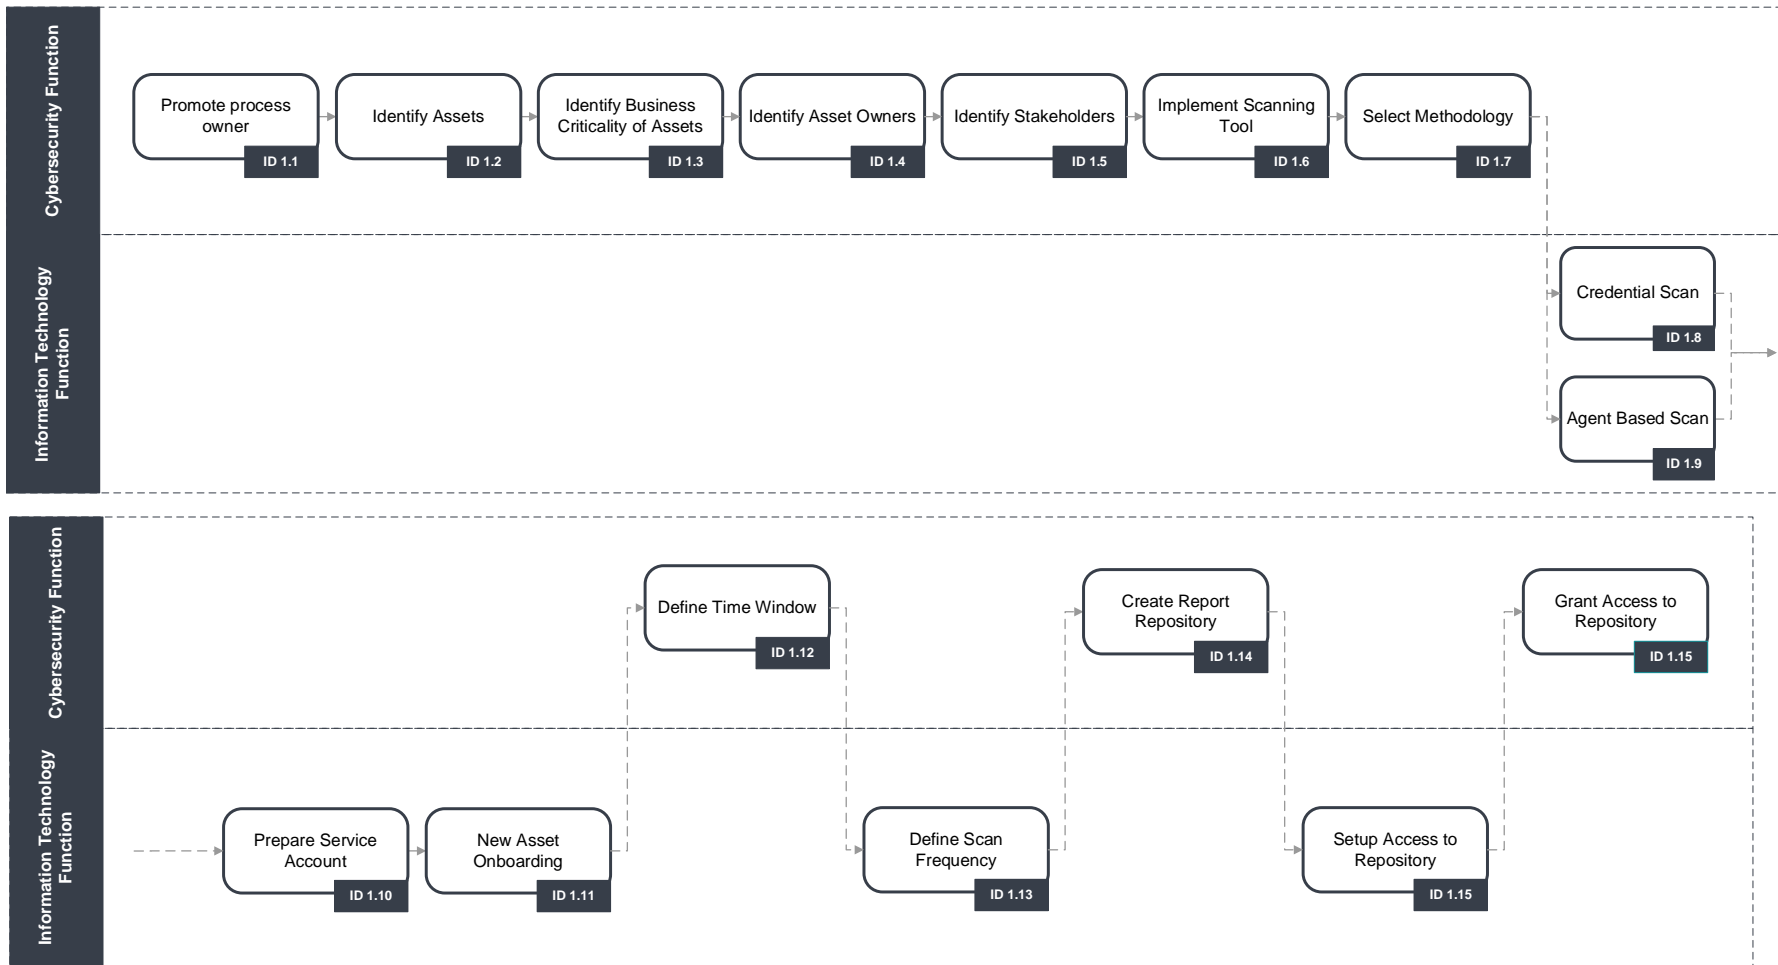 Cybersecurity Function
Promote process
owner
ID 1.1
Identify Assets
ID 1.2
Identify Business
Criticality of Assets
ID 1.3
Identify Asset Owners
ID 1.4
Identify Stakeholders
ID 1.5
Implement Scanning
Tool
ID 1.6
Select Methodology
ID 1.7
Information Technology
Function
Credential Scan
ID 1.8
Agent Based Scan
ID 1.9
Cybersecurity Function
Define Time Window
ID 1.12
Create Report
Repository
ID 1.14
Grant Access to
Repository
ID 1.15
Information Technology
Function
Prepare Service
Account
ID 1.10
New Asset
Onboarding
ID 1.11
Define Scan
Frequency
ID 1.13
Setup Access to
Repository
ID 1.15